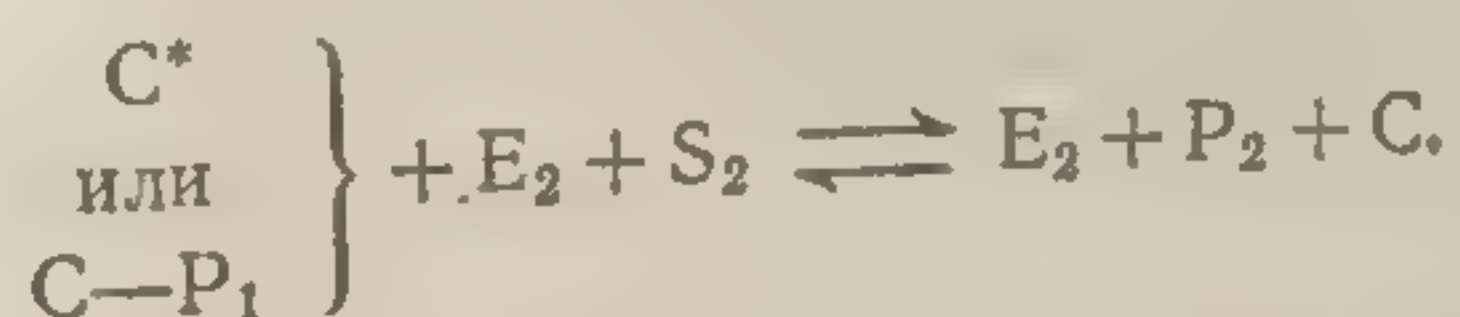 C*
или
C—P₁
} + E₂ + S₂ ⇌ E₂ + P₂ + C.